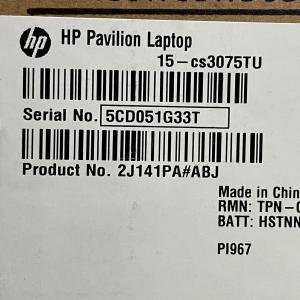 hp HP Pavilion Laptop
15-cs3075TU
Serial No. 5CD051G33T
Product No. 2J141PA#ABJ
Made in Chin
RMN: TPN-
BATT: HSTNN
PI967